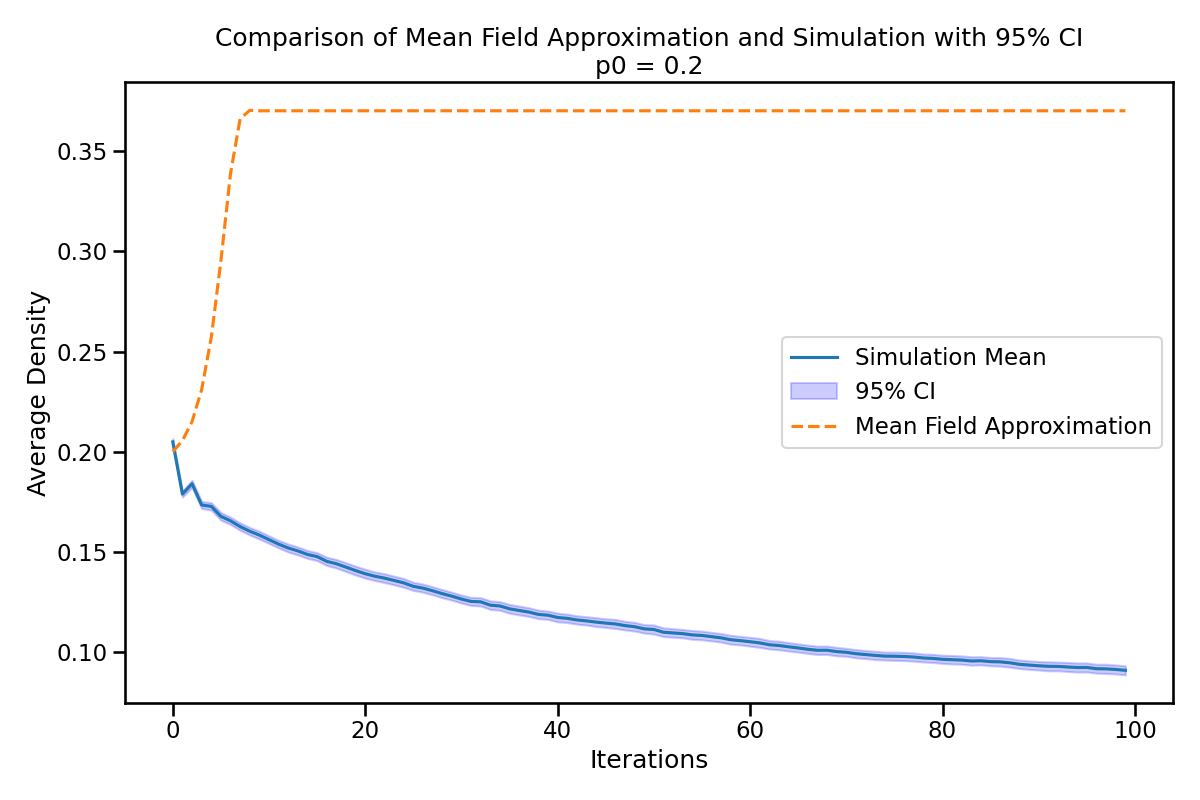 Comparison of Mean Field Approximation and Simulation with 95% CI
p0 = 0.2
0.35
0.30
0.25
0.20
0.15
0.10
Average Density
Simulation Mean
95% CI
Mean Field Approximation
0
20
40
60
80
100
Iterations